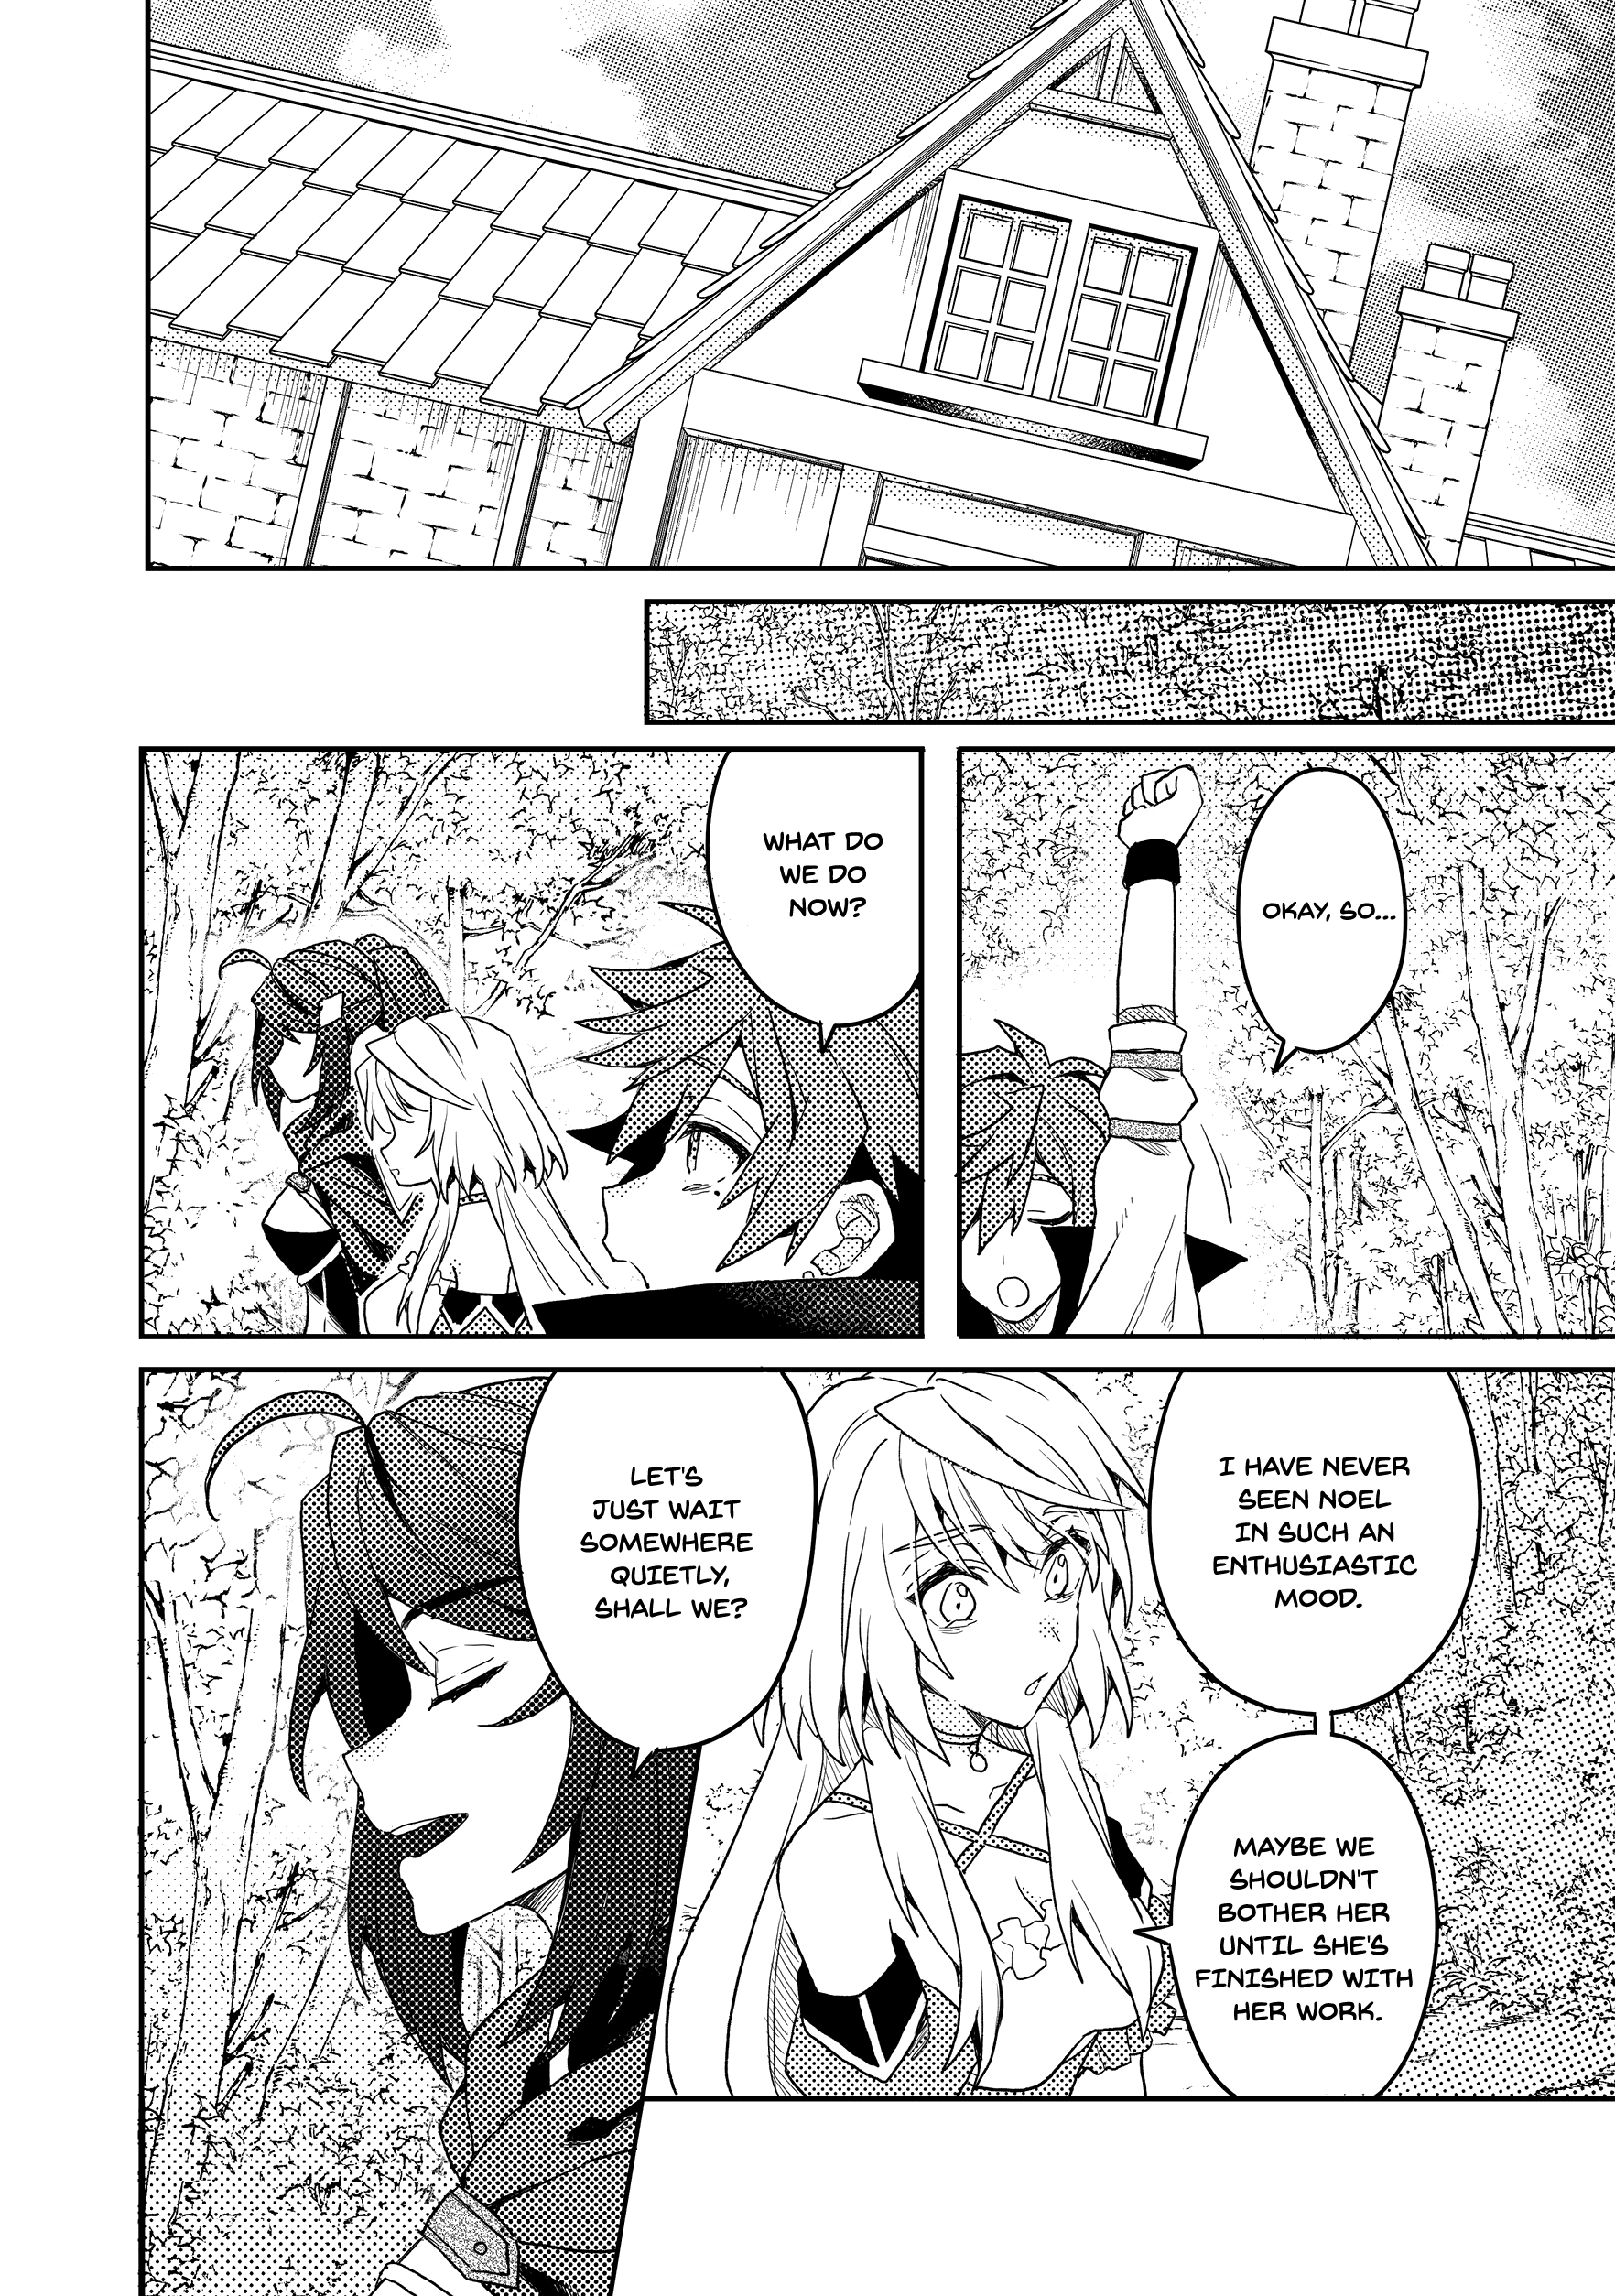 OKAY, SO...
WHAT DO
WE DO
NOW?
I HAVE NEVER
SEEN NOEL
IN SUCH AN
ENTHUSIASTIC
MOOD.
MAYBE WE
SHOULDN'T
BOTHER HER
UNTIL SHE'S
FINISHED WITH
HER WORK.
LET'S
JUST WAIT
SOMEWHERE
QUIETLY,
SHALL WE?